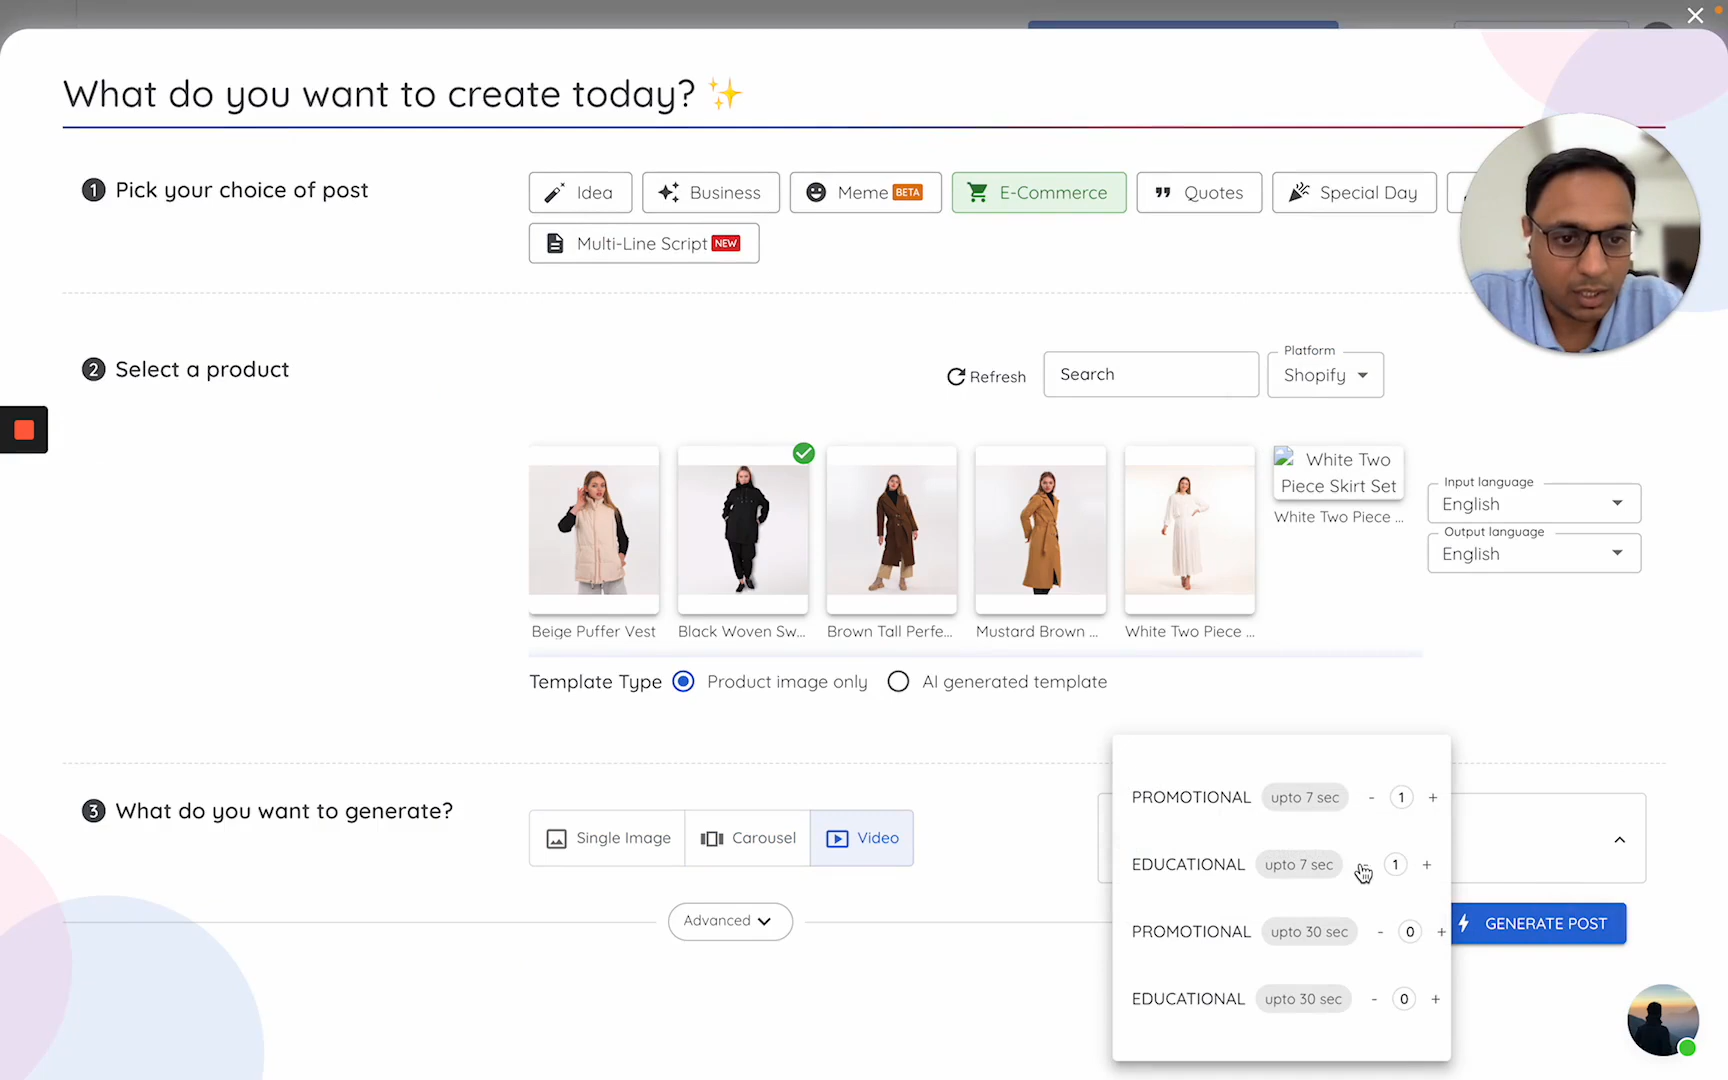 What do you want to create today? ✨
1 Pick your choice of post
Idea
Business
Meme BETA
E-Commerce
Quotes
Special Day
Multi-Line Script NEW
2 Select a product
Refresh
Search
Platform
Shopify
White Two
Piece Skirt Set
White Two Piece ...
Beige Puffer Vest
Black Woven Sw...
Brown Tall Perfe...
Mustard Brown ...
White Two Piece ...
Input language
English
Output language
English
Template Type
Product image only
AI generated template
3 What do you want to generate?
Single Image
Carousel
Video
PROMOTIONAL upto 7 sec - 1 +
EDUCATIONAL upto 7 sec - 1 +
PROMOTIONAL upto 30 sec - 0 +
EDUCATIONAL upto 30 sec - 0 +
Advanced
GENERATE POST